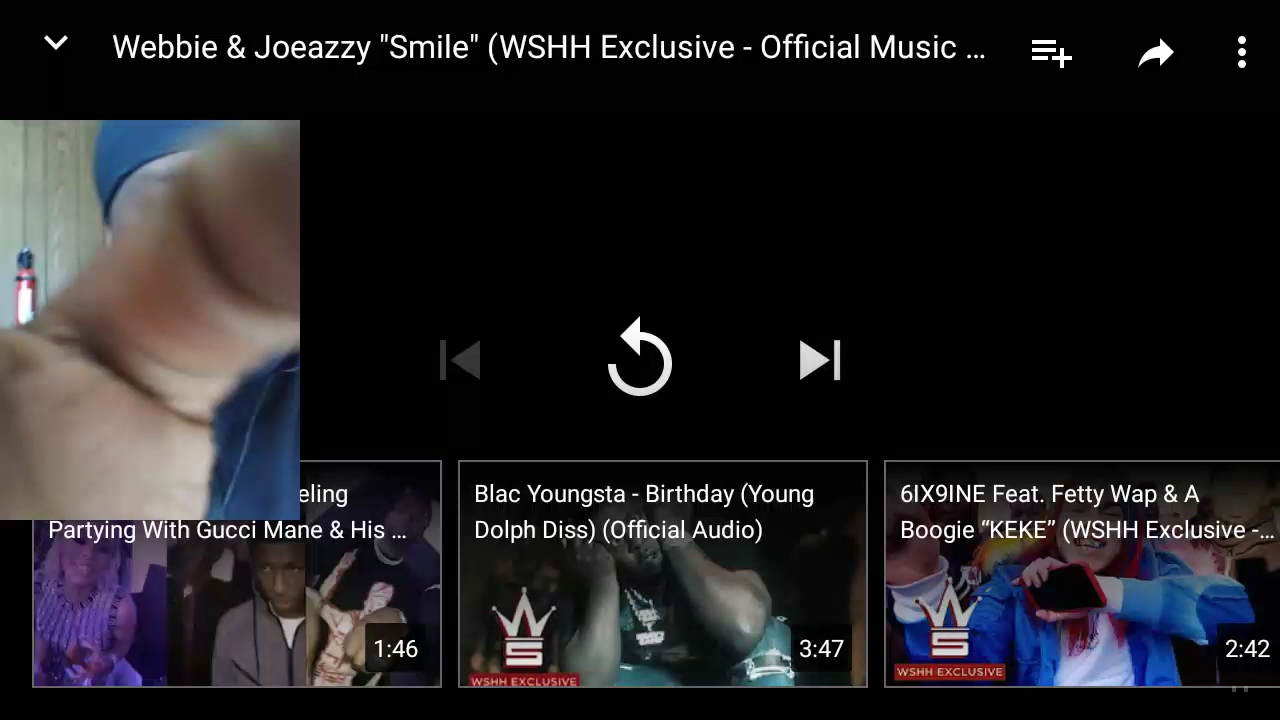 Webbie & Joeazzy "Smile" (WSHH Exclusive - Official Music ...
eling
Partying With Gucci Mane & His ...
1:46
Blac Youngsta - Birthday (Young
Dolph Diss) (Official Audio)
WSHH EXCLUSIVE
3:47
6IX9INE Feat. Fetty Wap & A
Boogie “KEKE” (WSHH Exclusive -...
WSHH EXCLUSIVE
2:42